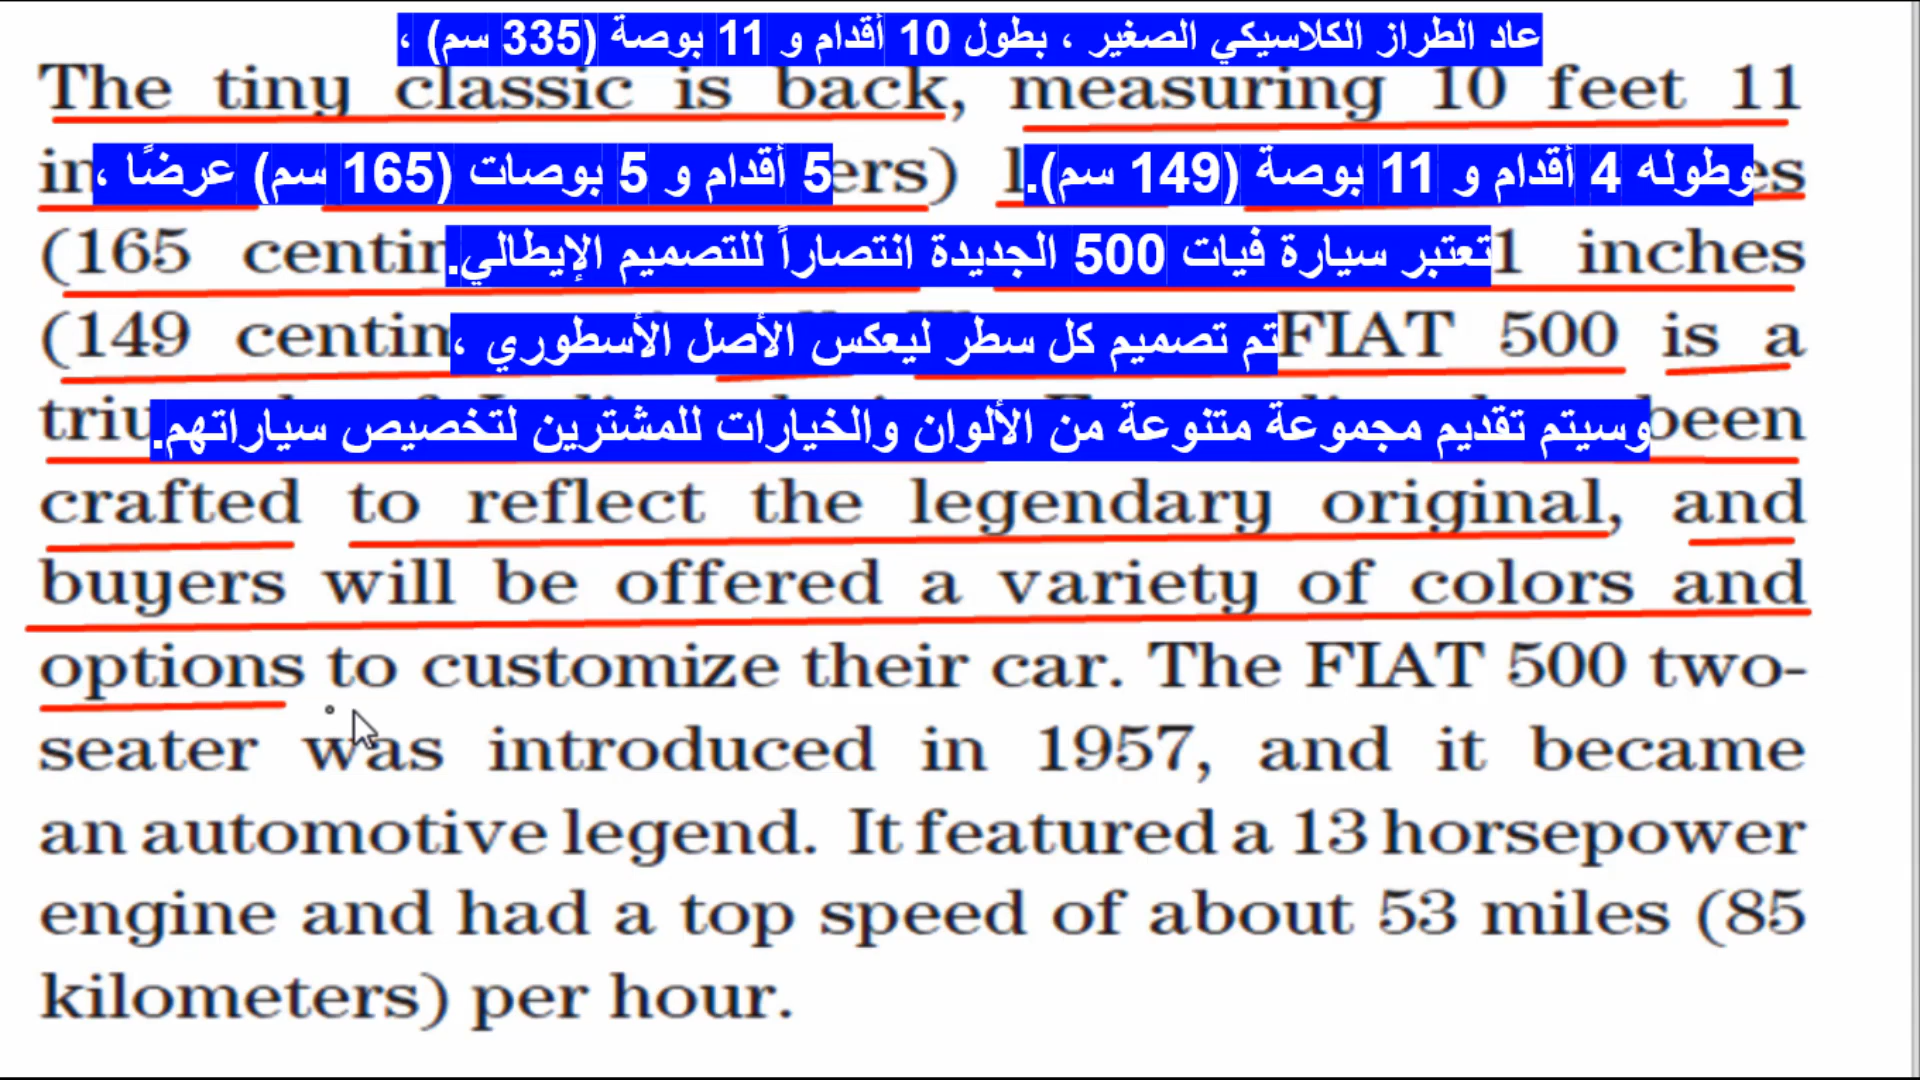 عاد الطراز الكلاسيكي الصغير ، بطول 10 أقدام و 11 بوصة (335 سم) ،
The tiny classic is back, measuring 10 feet 11
in 5 أقدام و 5 بوصات (165 سم) عرضًا ، ers) وطوله 4 أقدام و 11 بوصة (149 سم). es
(165 centi تعتبر سيارة فيات 500 الجديدة انتصاراً للتصميم الإيطالي. 1 inches
(149 centi تم تصميم كل سطر ليعكس الأصل الأسطوري ، FIAT 500 is a
triu وسيتم تقديم مجموعة متنوعة من الألوان والخيارات للمشترين لتخصيص سياراتهم. been
crafted to reflect the legendary original, and
buyers will be offered a variety of colors and
options to customize their car. The FIAT 500 two-
seater was introduced in 1957, and it became
an automotive legend. It featured a 13 horsepower
engine and had a top speed of about 53 miles (85
kilometers) per hour.